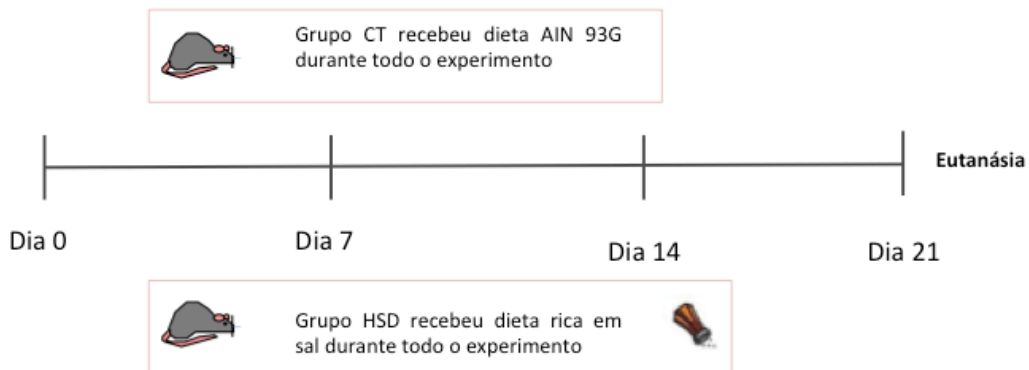 Grupo CT recebeu dieta AIN 93G
durante todo o experimento
Eutanásia
Dia 0
Dia 7
Dia 14
Dia 21
Grupo HSD recebeu dieta rica em
sal durante todo o experimento